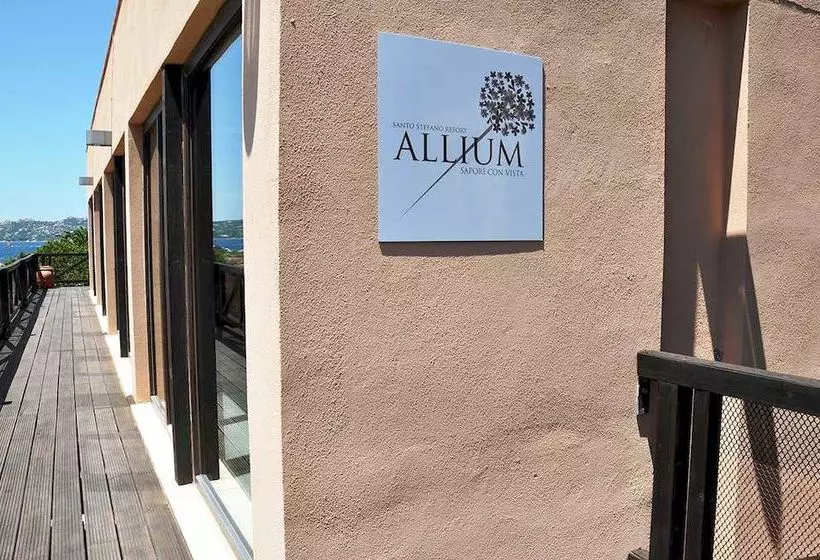 SANTO STEFANO RESORT
ALLIUM
SAPORI CON VISTA